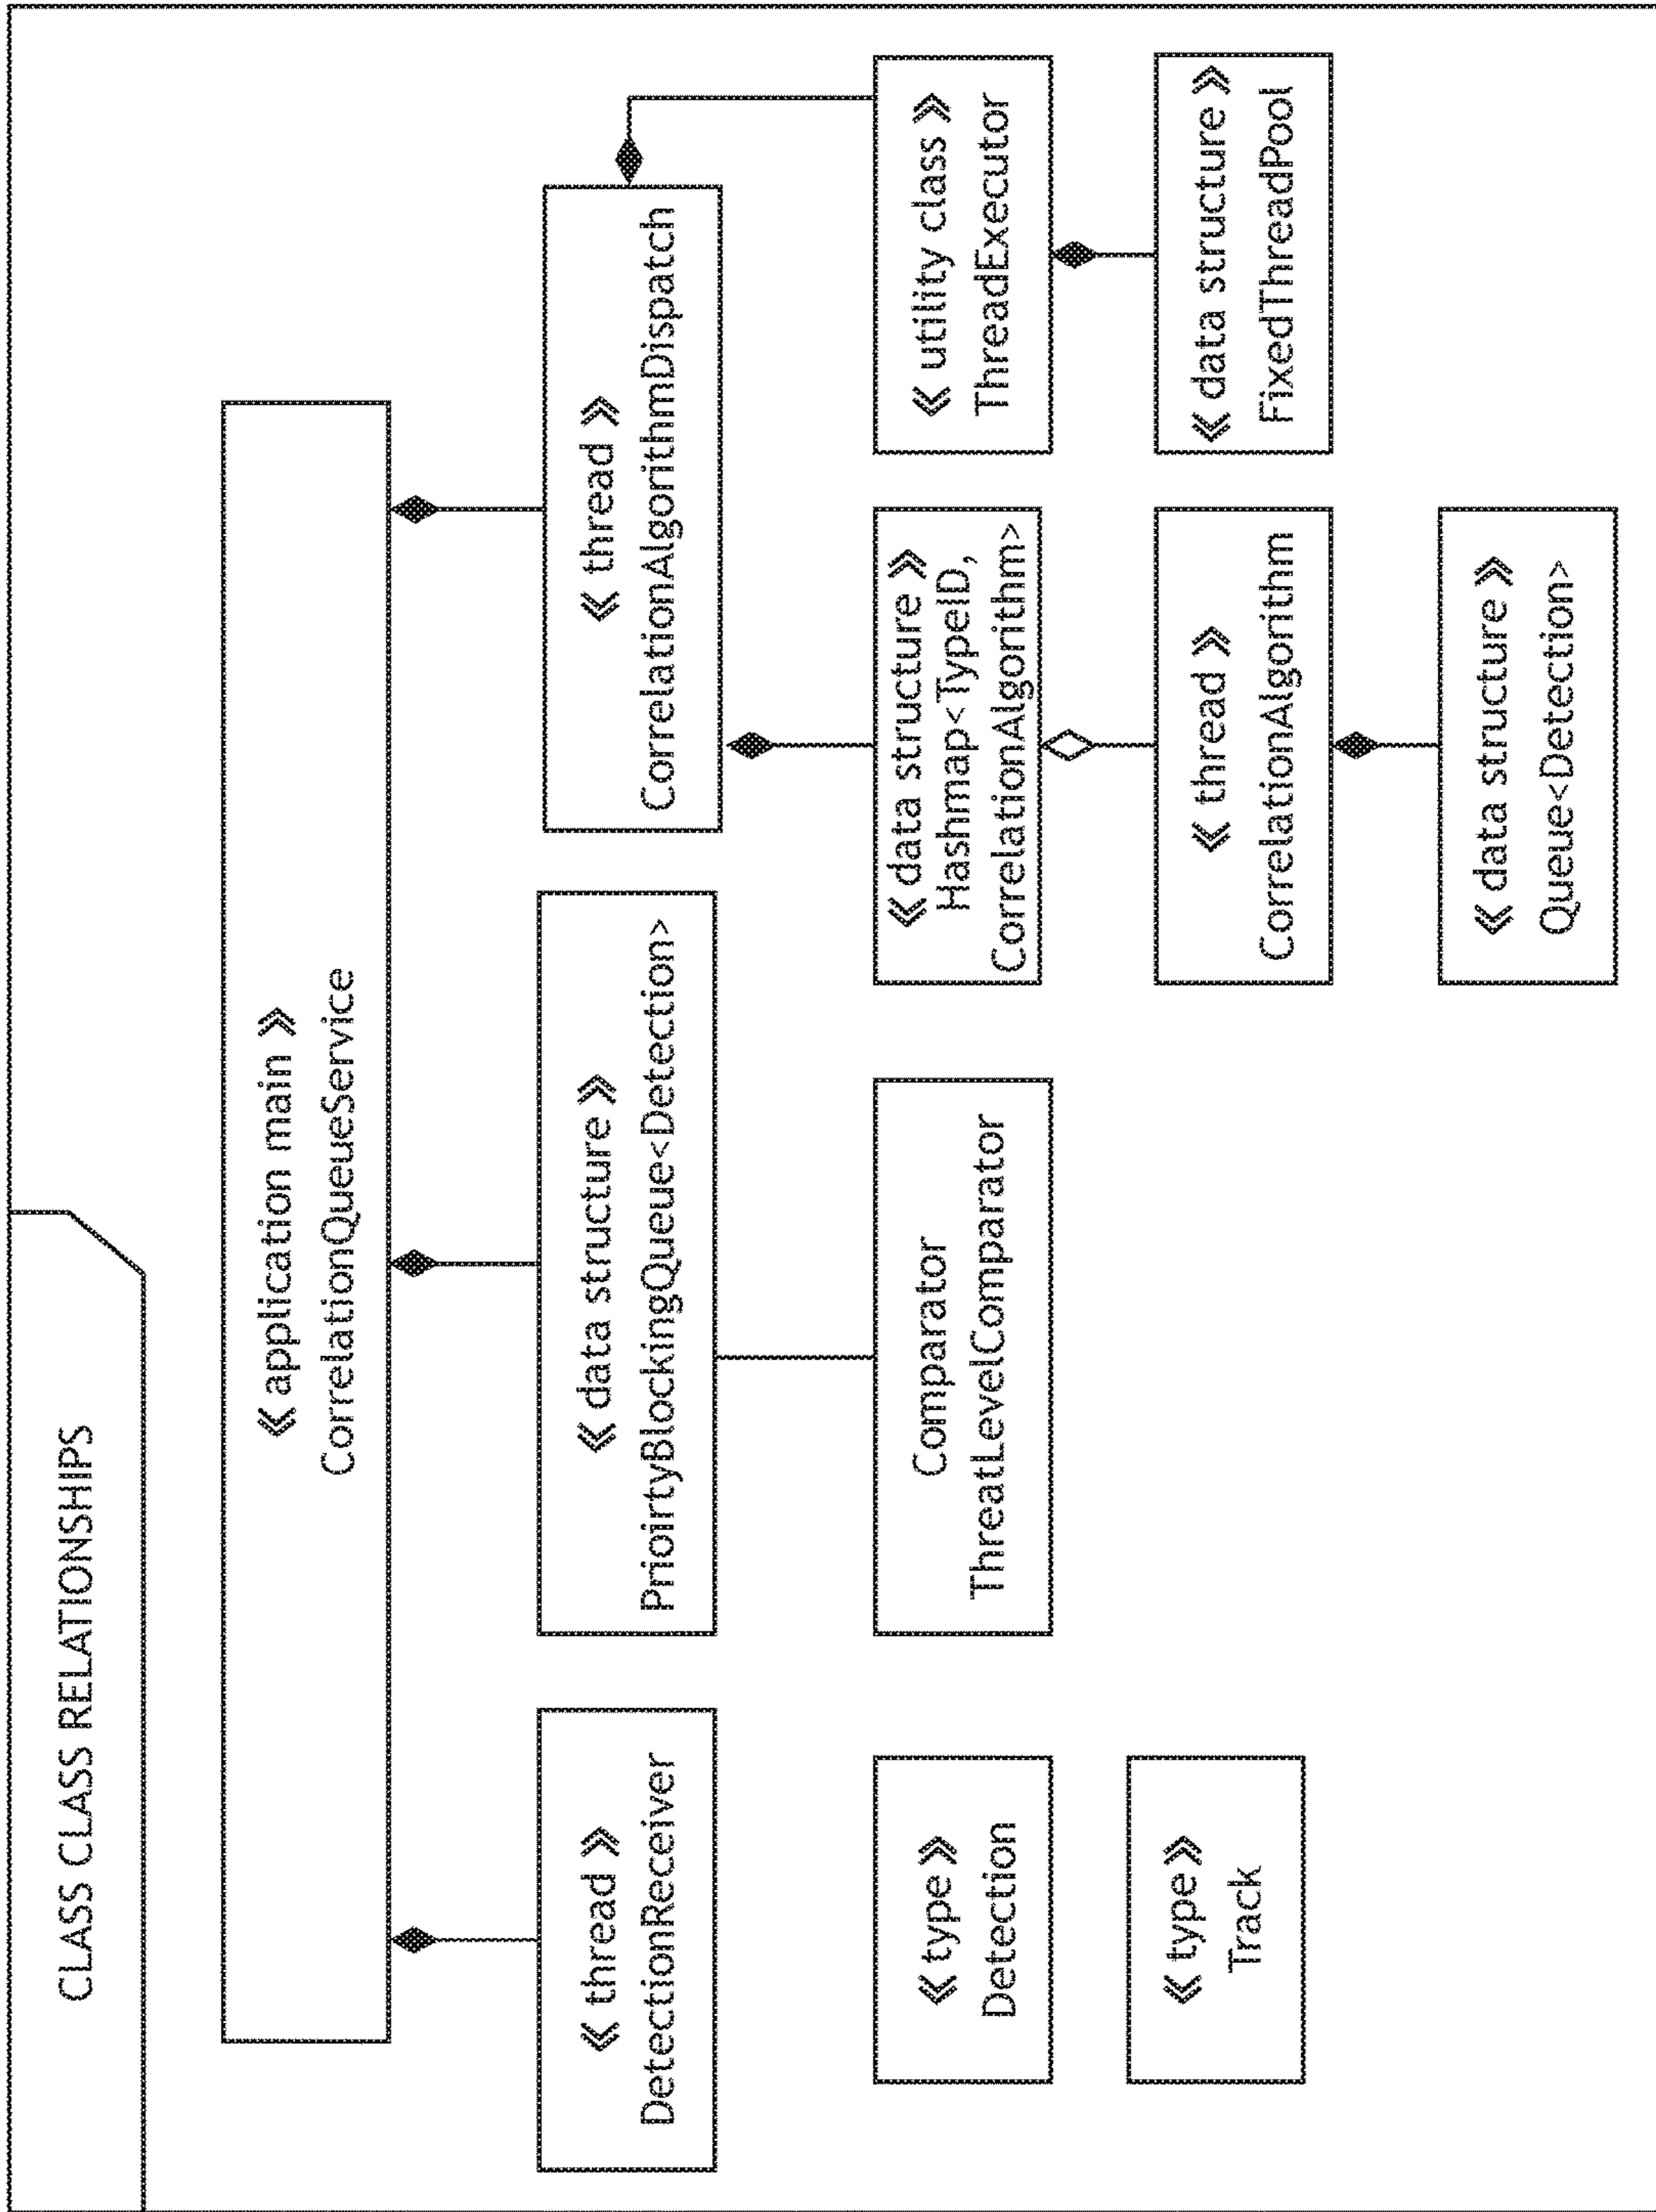 CLASS CLASS RELATIONSHIPS
《 application main 》
CorrelationQueueService
《 thread 》
DetectionReceiver
《 data structure 》
PrioirtyBlockingQueue<Detection>
《 thread 》
CorrelationAlgorithmDispatch
《 type 》
Detection
Comparator
ThreatLevelComparator
《 data structure 》
Hashmap<TypeID,
CorrelationAlgorithm>
《 utility class 》
ThreadExecutor
《 type 》
Track
《 thread 》
CorrelationAlgorithm
《 data structure 》
FixedThreadPool
《 data structure 》
Queue<Detection>